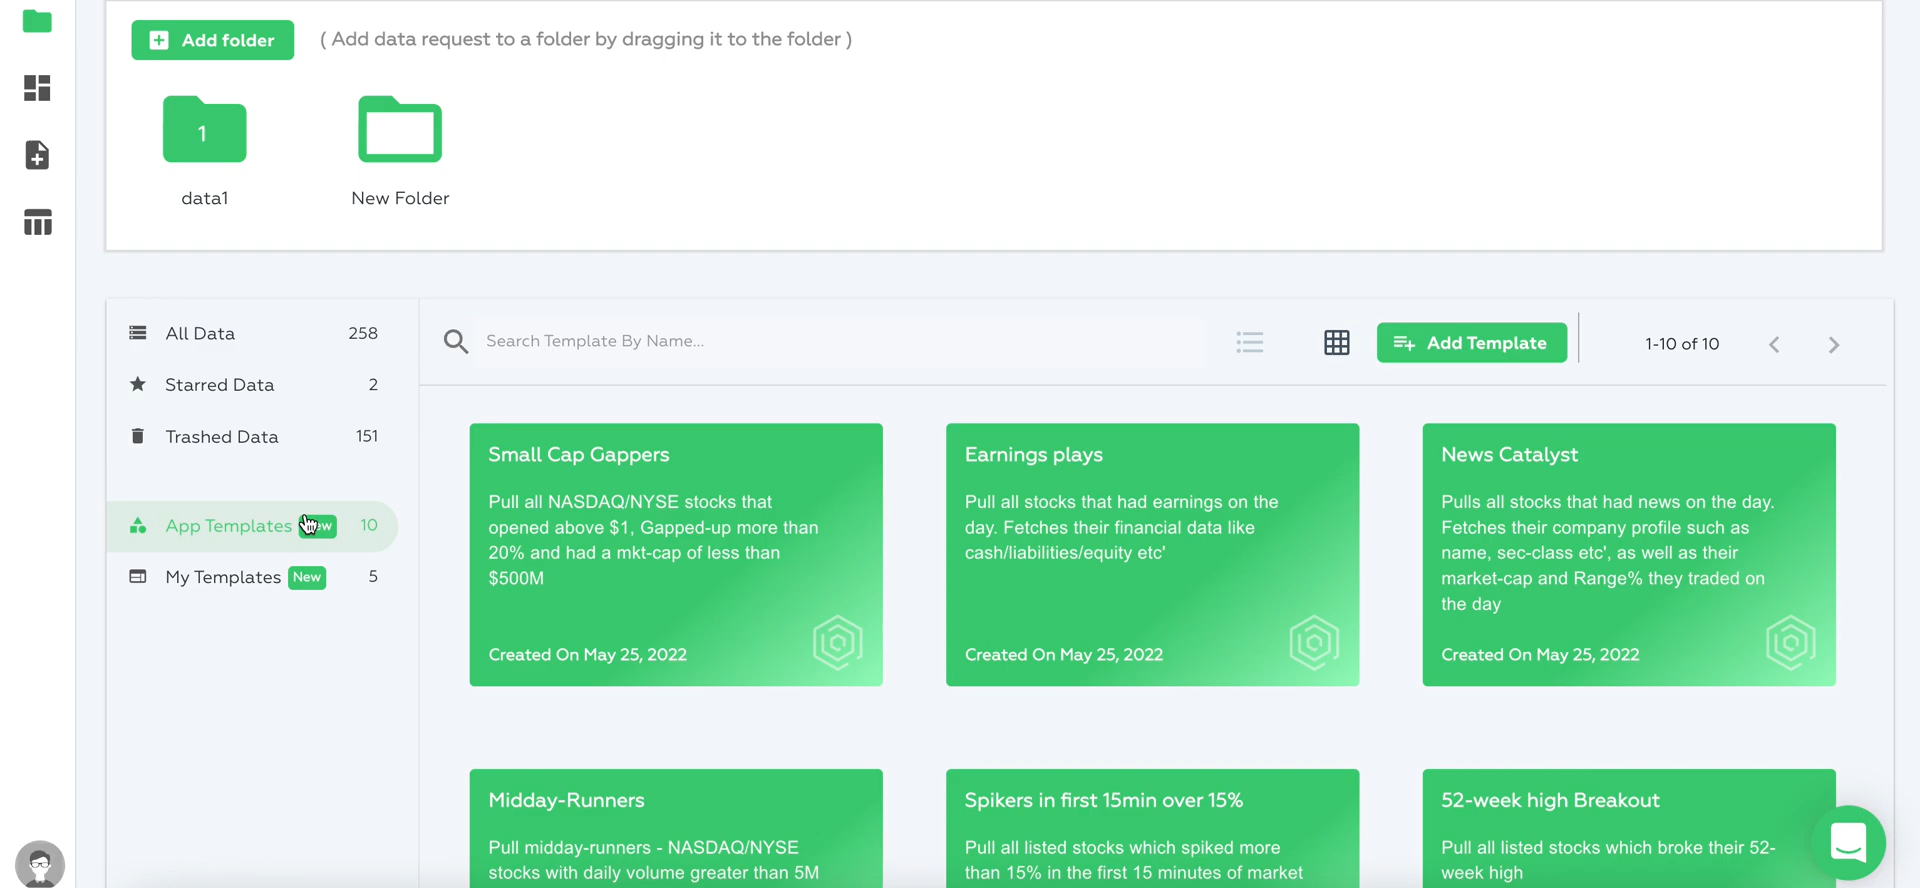 Add folder
( Add data request to a folder by dragging it to the folder )
1
data1
New Folder
All Data 258
Starred Data 2
Trashed Data 151
App Templates 10
My Templates New 5
Search Template By Name...
Add Template
1-10 of 10
Small Cap Gappers
Pull all NASDAQ/NYSE stocks that
opened above $1, Gapped-up more than
20% and had a mkt-cap of less than
$500M
Created On May 25, 2022
Earnings plays
Pull all stocks that had earnings on the
day. Fetches their financial data like
cash/liabilities/equity etc'
Created On May 25, 2022
News Catalyst
Pulls all stocks that had news on the day.
Fetches their company profile such as
name, sec-class etc', as well as their
market-cap and Range% they traded on
the day
Created On May 25, 2022
Midday-Runners
Pull midday-runners - NASDAQ/NYSE
stocks with daily volume greater than 5M
Spikers in first 15min over 15%
Pull all listed stocks which spiked more
than 15% in the first 15 minutes of market
52-week high Breakout
Pull all listed stocks which broke their 52-
week high